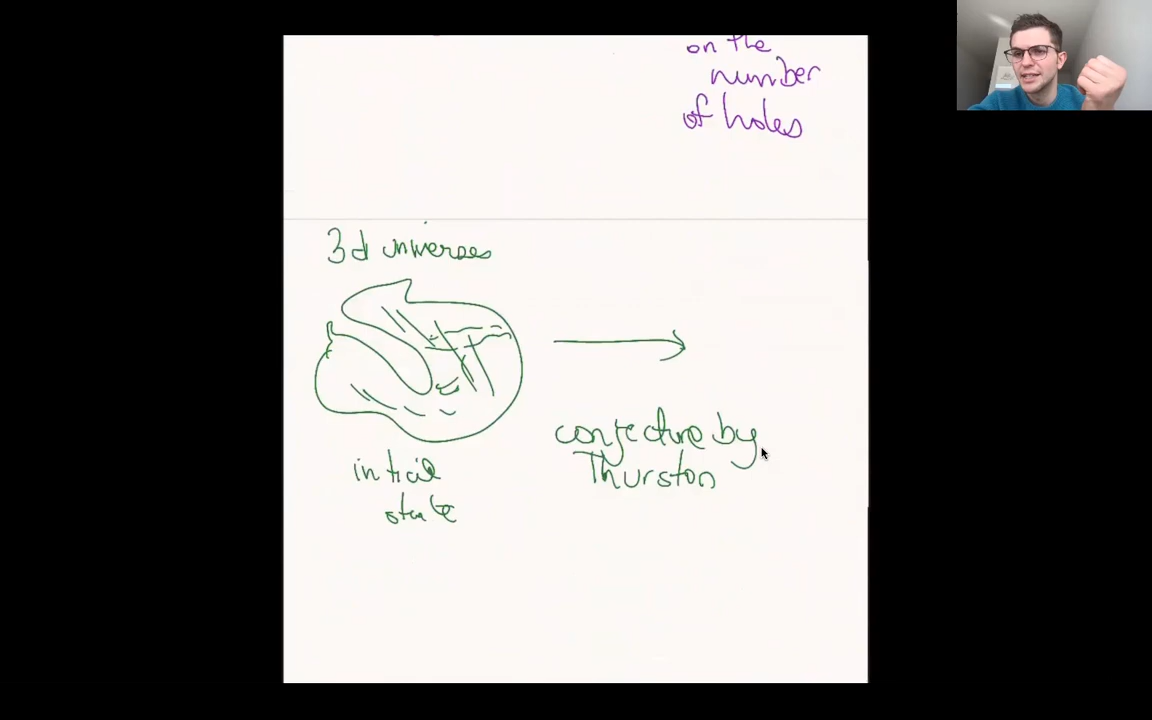 on the
number
of holes
3d universes
initial
state
conjecture by
Thurston